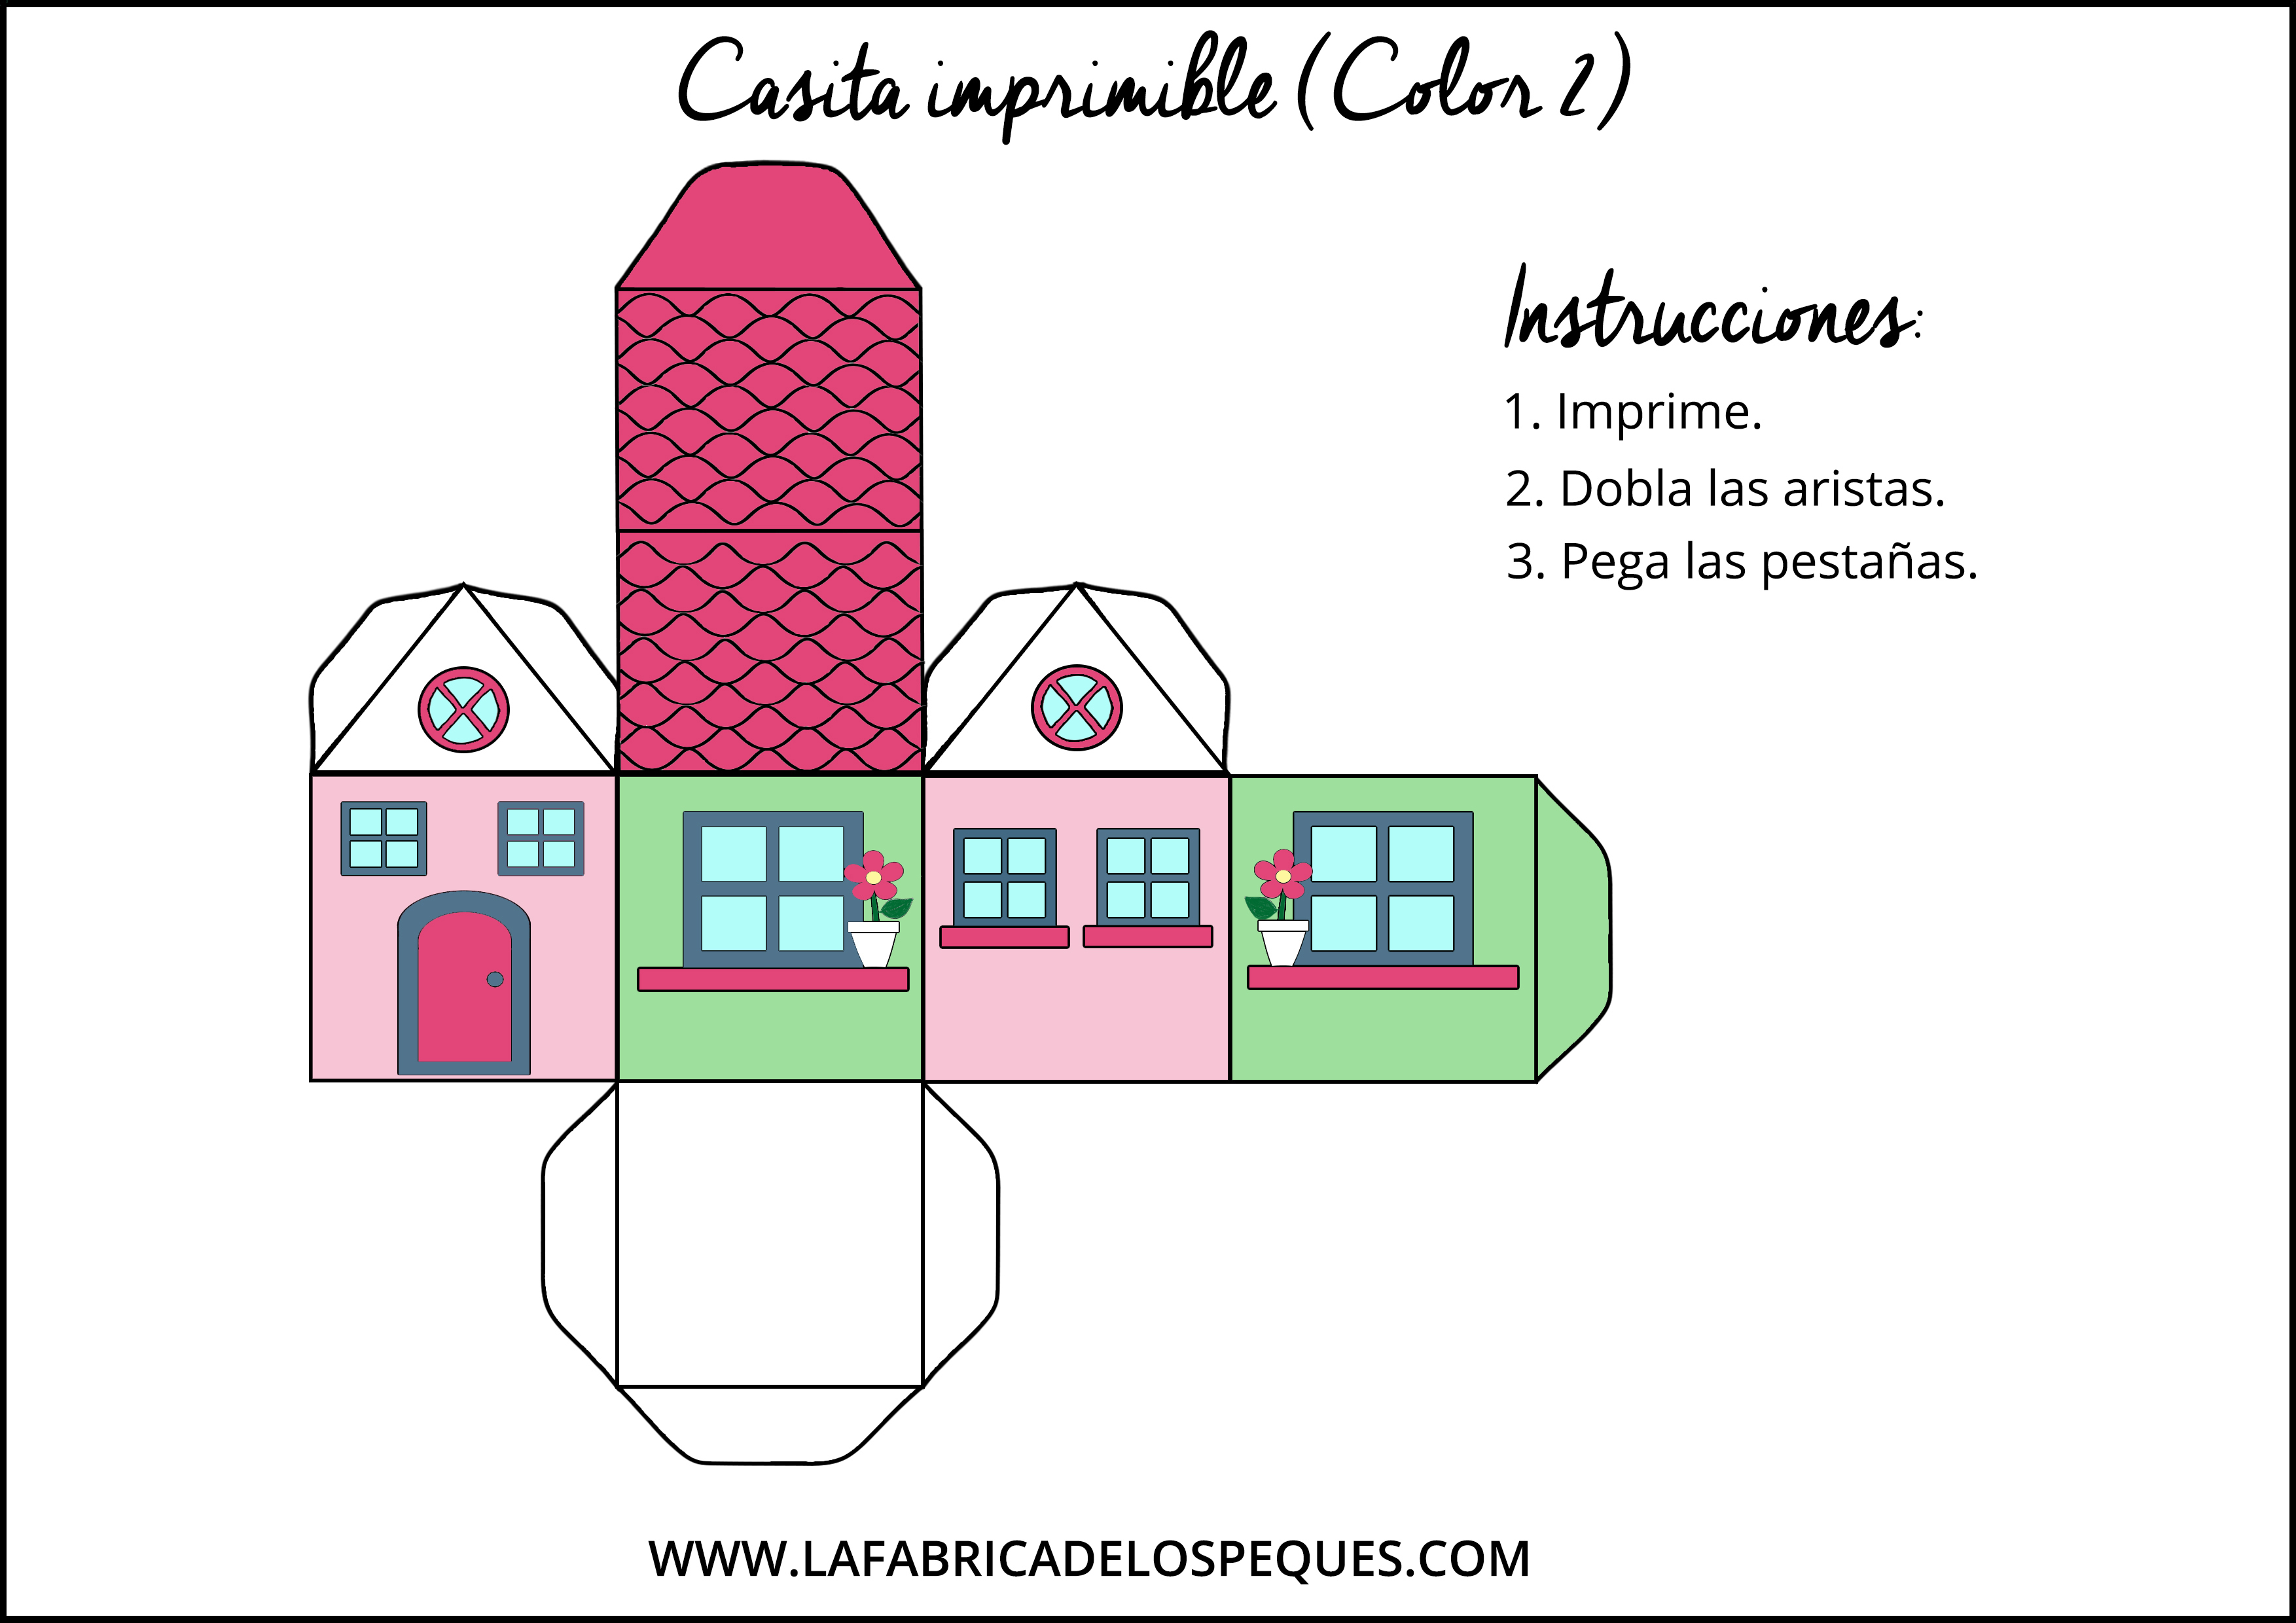 Casita imprimible (Color 2)
Instrucciones:
1. Imprime.
2. Dobla las aristas.
3. Pega las pestañas.
WWW.LAFABRICADELOSPEQUES.COM